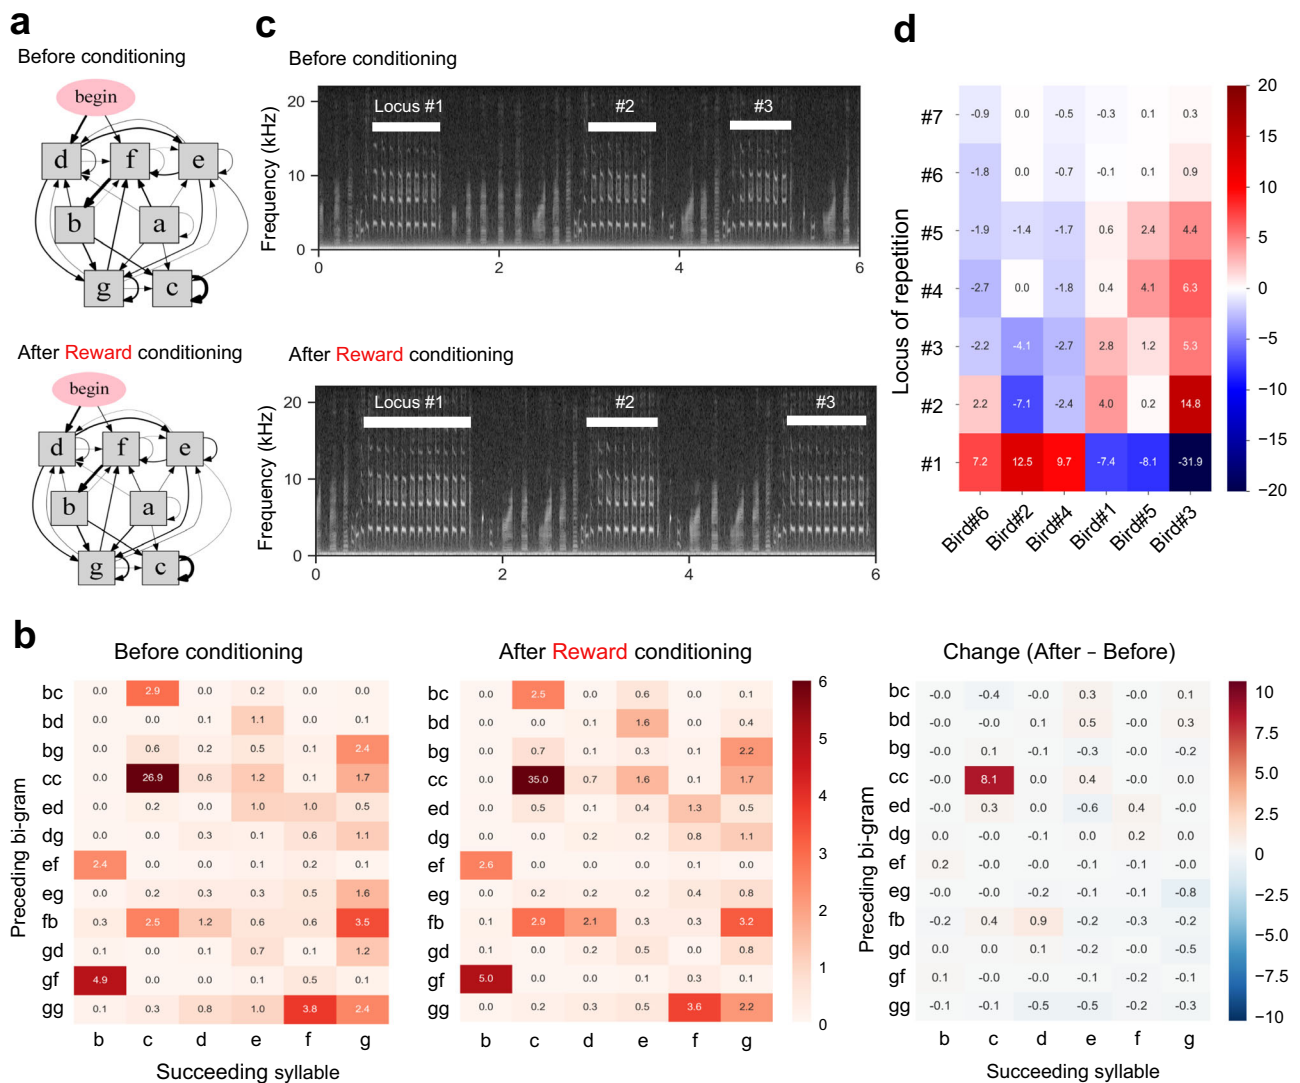 a
Before conditioning
begin
d f e
b a
g c
After Reward conditioning
begin
d f e
b a
g c
c
Before conditioning
Frequency (kHz)
20
10
0
Locus #1 #2 #3
0 2 4 6
After Reward conditioning
Frequency (kHz)
20
10
0
Locus #1 #2 #3
0 2 4 6
d
Locus of repetition
#7 -0.9 0.0 -0.5 -0.3 0.1 0.3
#6 -1.8 0.0 -0.7 -0.1 0.1 0.9
#5 -1.9 -1.4 -1.7 0.6 2.4 4.4
#4 -2.7 0.0 -1.8 0.4 4.1 6.3
#3 -2.2 -4.1 -2.7 2.8 1.2 5.3
#2 2.2 -7.1 -2.4 4.0 0.2 14.8
#1 7.2 12.5 9.7 -7.4 -8.1 -31.9
Bird#6 Bird#2 Bird#4 Bird#1 Bird#5 Bird#3
20
15
10
5
0
−5
−10
−15
−20
b
Before conditioning
Preceding bi-gram
bc 0.0 2.9 0.0 0.2 0.0 0.0
bd 0.0 0.0 0.1 1.1 0.0 0.1
bg 0.0 0.6 0.2 0.5 0.1 2.4
cc 0.0 26.9 0.6 1.2 0.1 1.7
ed 0.0 0.2 0.0 1.0 1.0 0.5
dg 0.0 0.0 0.3 0.1 0.6 1.1
ef 2.4 0.0 0.0 0.1 0.2 0.1
eg 0.0 0.2 0.3 0.3 0.5 1.6
fb 0.3 2.5 1.2 0.6 0.6 3.5
gd 0.1 0.0 0.1 0.7 0.1 1.2
gf 4.9 0.0 0.0 0.1 0.5 0.1
gg 0.1 0.3 0.8 1.0 3.8 2.4
b c d e f g
Succeeding syllable
After Reward conditioning
bc 0.0 2.5 0.0 0.6 0.0 0.1
bd 0.0 0.0 0.1 1.6 0.0 0.4
bg 0.0 0.7 0.1 0.3 0.1 2.2
cc 0.0 35.0 0.7 1.6 0.1 1.7
ed 0.0 0.5 0.1 0.4 1.3 0.5
dg 0.0 0.0 0.2 0.2 0.8 1.1
ef 2.6 0.0 0.0 0.1 0.0 0.0
eg 0.0 0.2 0.2 0.2 0.4 0.8
fb 0.1 2.9 2.1 0.3 0.3 3.2
gd 0.1 0.0 0.2 0.5 0.0 0.8
gf 5.0 0.0 0.0 0.1 0.3 0.1
gg 0.0 0.2 0.3 0.5 3.6 2.2
b c d e f g
Succeeding syllable
6
5
4
3
2
1
0
Change (After – Before)
Preceding bi-gram
bc -0.0 -0.4 -0.0 0.3 -0.0 0.1
bd -0.0 -0.0 0.1 0.5 -0.0 0.3
bg -0.0 0.1 -0.1 -0.3 -0.0 -0.2
cc -0.0 8.1 0.0 0.4 -0.0 0.0
ed -0.0 0.3 0.0 -0.6 0.4 -0.0
dg 0.0 -0.0 -0.1 0.0 0.2 0.0
ef 0.2 -0.0 -0.0 -0.1 -0.1 -0.0
eg -0.0 0.0 -0.2 -0.1 -0.1 -0.8
fb -0.2 0.4 0.9 -0.2 -0.3 -0.2
gd 0.0 0.0 0.1 -0.2 -0.0 -0.5
gf 0.1 -0.0 0.0 -0.1 -0.2 -0.1
gg -0.1 -0.1 -0.5 -0.5 -0.2 -0.3
b c d e f g
Succeeding syllable
10
7.5
5.0
2.5
0
−2.5
−5.0
−7.5
−10